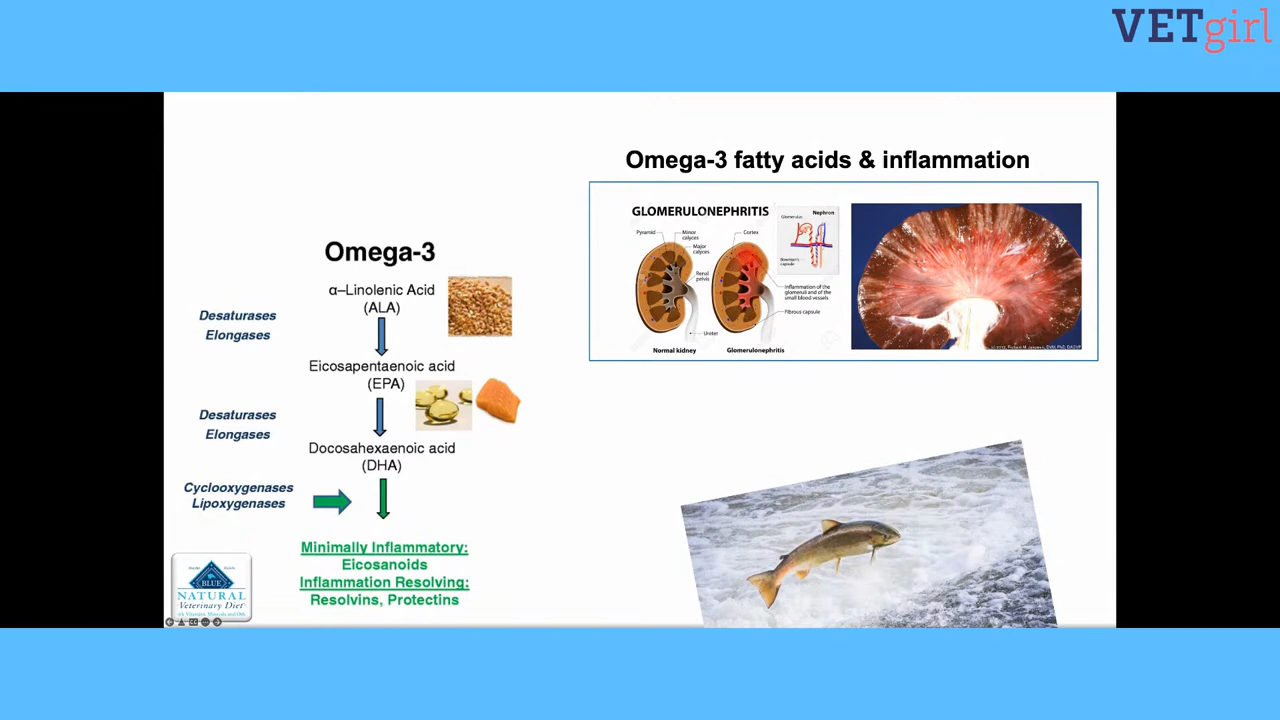 VETgirl
Omega-3 fatty acids & inflammation
GLOMERULONEPHRITIS
Nephron
Glomerulus
Bowman's
capsule
Pyramid
Minor
calyces
Major
calyces
Renal
pelvis
Ureter
Normal kidney
Cortex
Inflammation of the
glomeruli and of the
small blood vessels
Fibrous capsule
Glomerulonephritis
Omega-3
α–Linolenic Acid
(ALA)
Desaturases
Elongases
Eicosapentaenoic acid
(EPA)
Desaturases
Elongases
Docosahexaenoic acid
(DHA)
Cyclooxygenases
Lipoxygenases
Minimally Inflammatory:
Eicosanoids
Inflammation Resolving:
Resolvins, Protectins
BLUE
NATURAL
Veterinary Diet